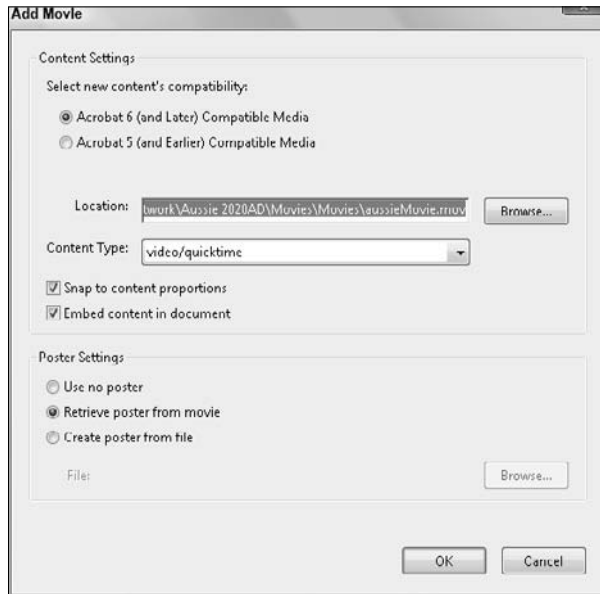 Add Movie
Content Settings
Select new content's compatibility:
Acrobat 6 (and Later) Compatible Media
Acrobat 5 (and Earlier) Compatible Media
Location:
twork\Aussie 2020AD\Movies\Movies\aussieMovie.mov
Browse...
Content Type:
video/quicktime
Snap to content proportions
Embed content in document
Poster Settings
Use no poster
Retrieve poster from movie
Create poster from file
File:
Browse...
OK
Cancel